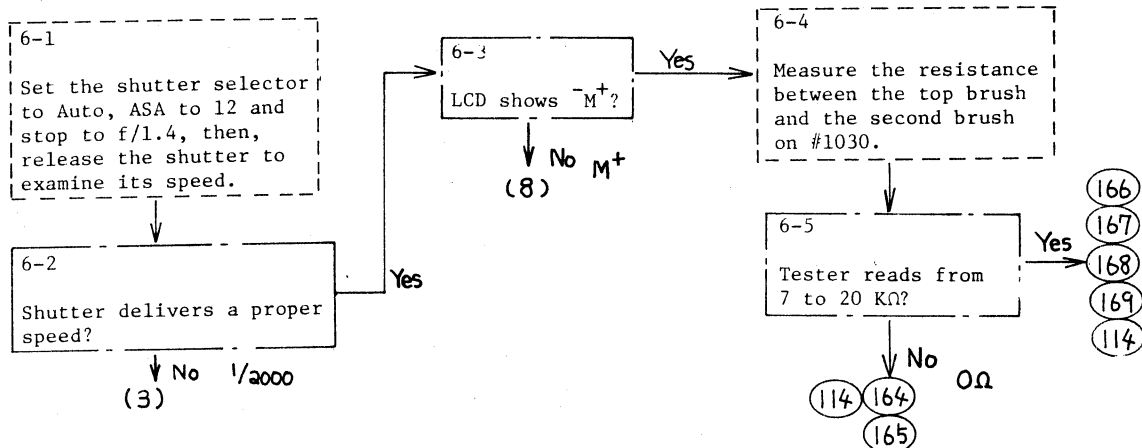 6-1
Set the shutter selector
to Auto, ASA to 12 and
stop to f/1.4, then,
release the shutter to
examine its speed.
6-2
Shutter delivers a proper
speed?
Yes
No 1/2000
(3)
6-3
LCD shows ⁻M⁺?
Yes
No M⁺
(8)
6-4
Measure the resistance
between the top brush
and the second brush
on #1030.
6-5
Tester reads from
7 to 20 KΩ?
Yes
166
167
168
169
114
No OΩ
114 164
165